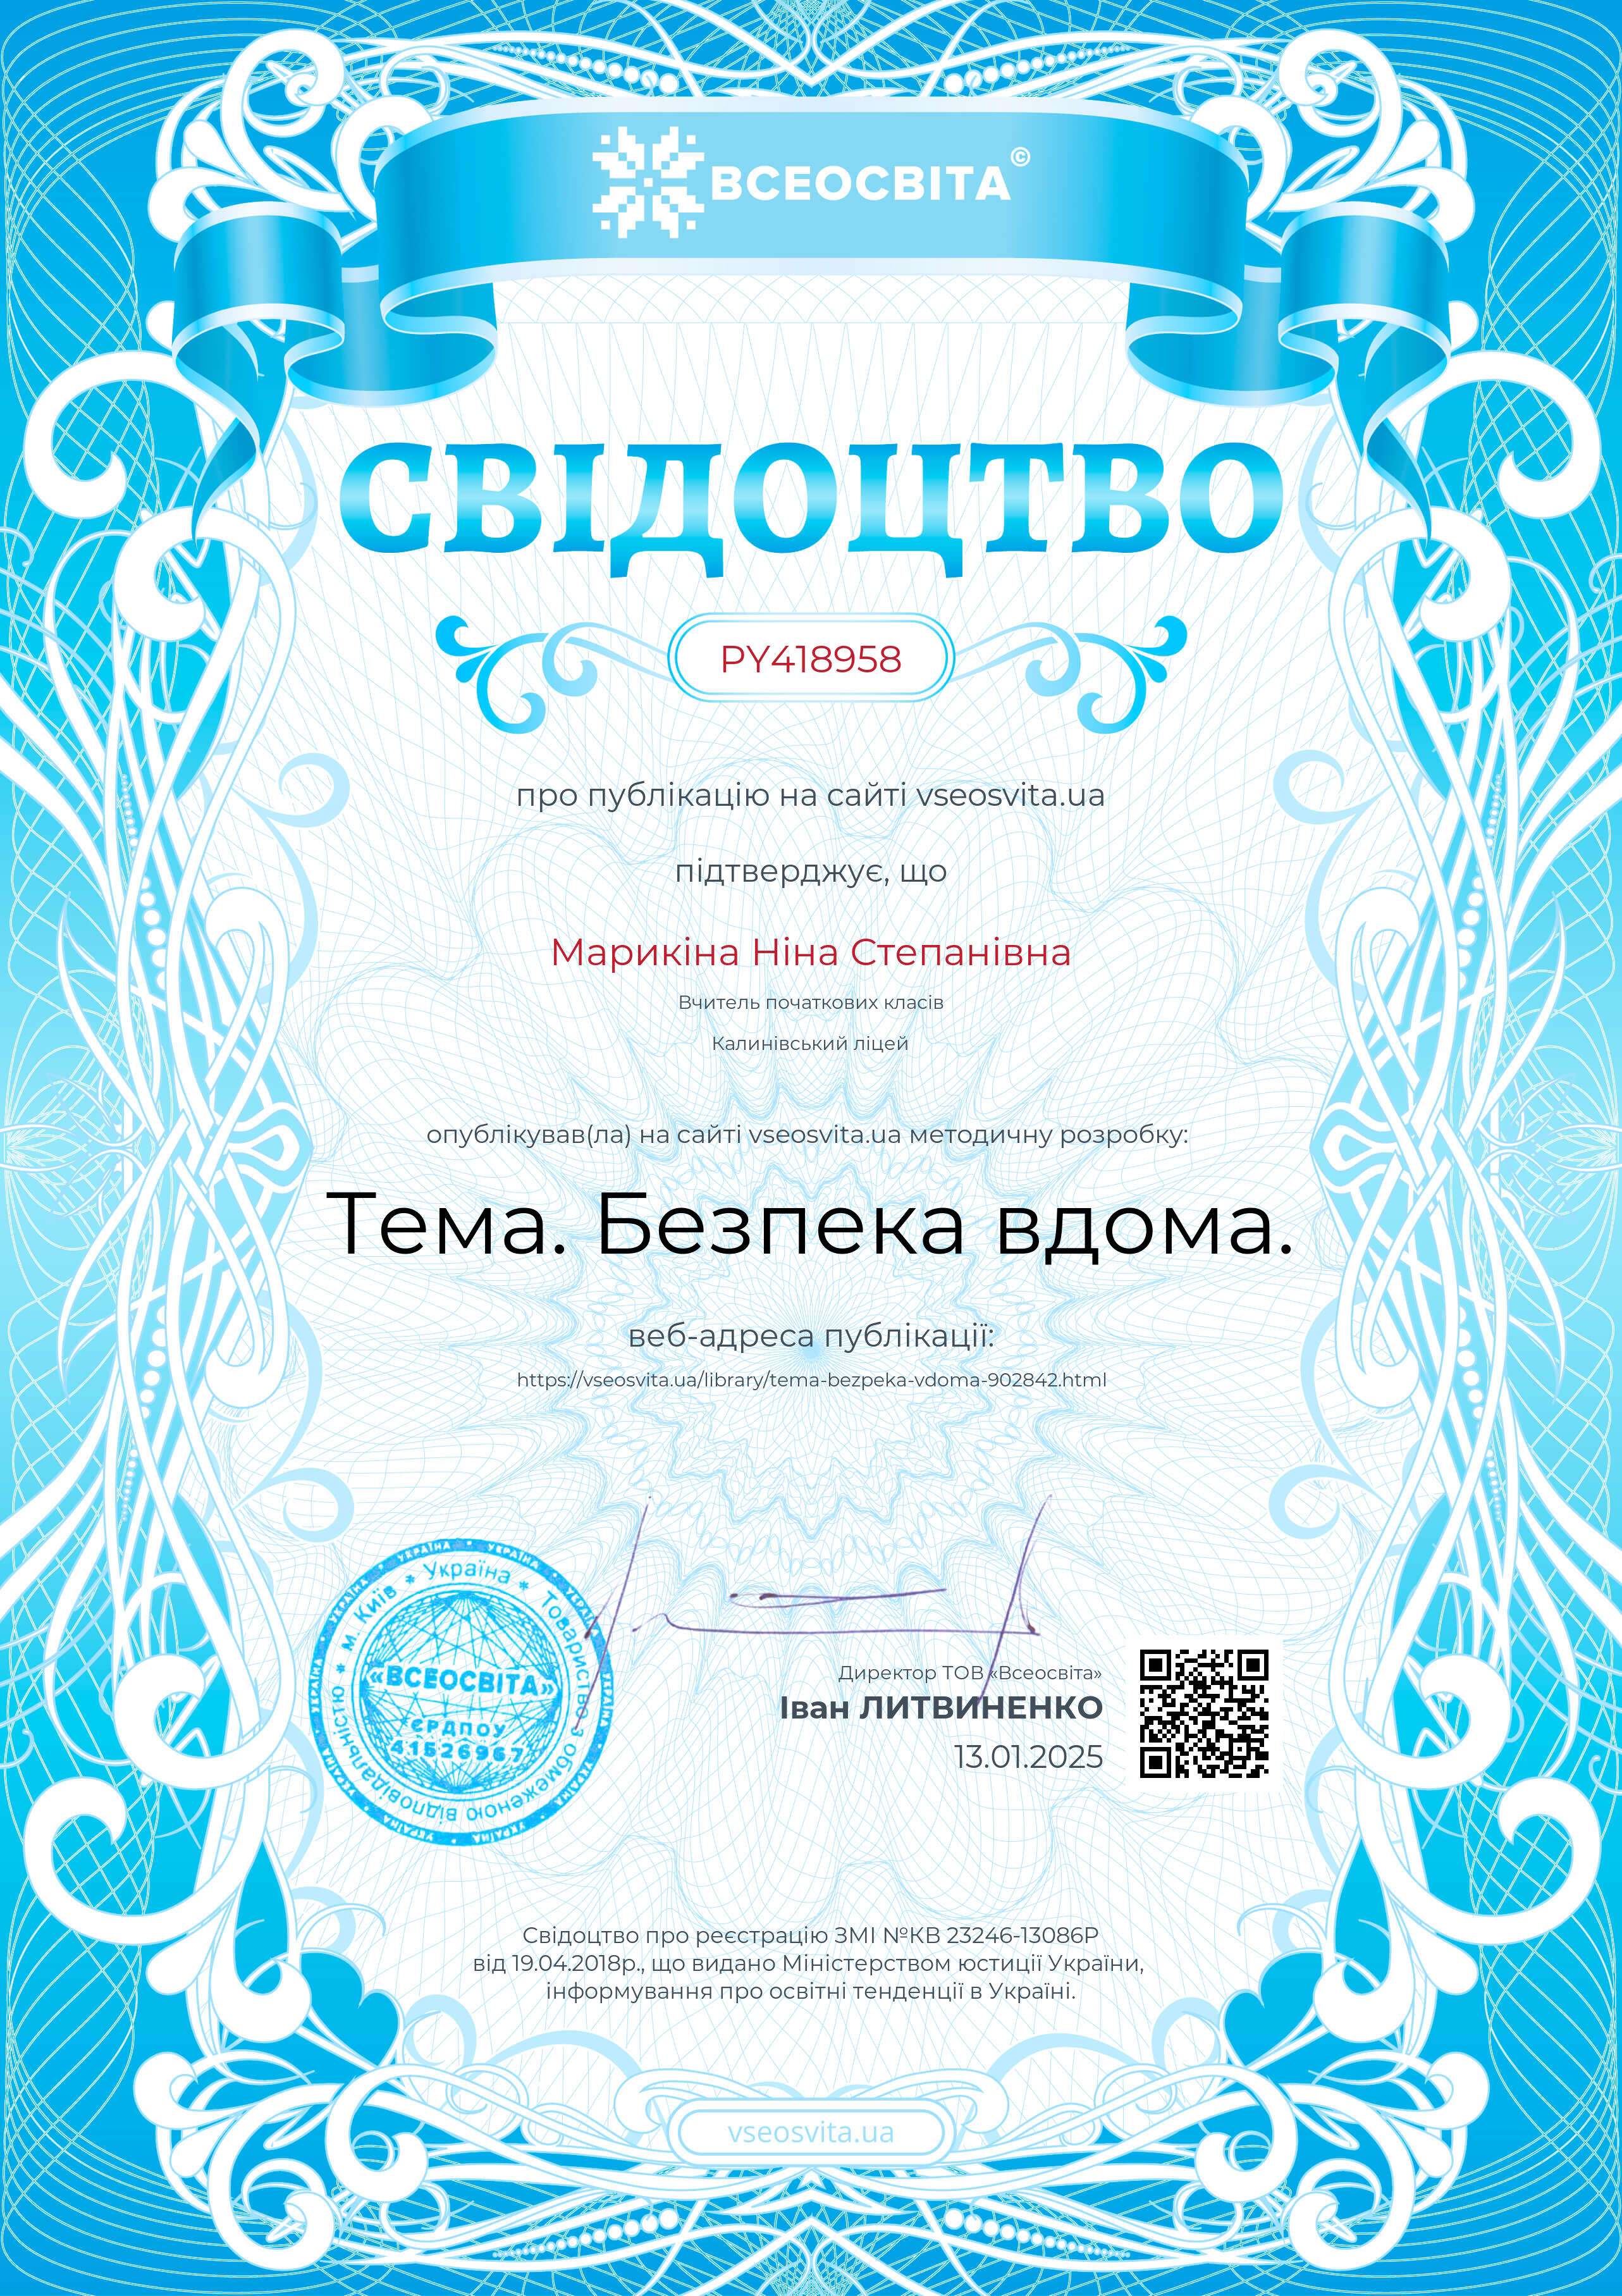 ВСЕОСВІТА©
СВІДОЦТВО
PY418958
про публікацію на сайті vseosvita.ua
підтверджує, що
Марикіна Ніна Степанівна
Вчитель початкових класів
Калинівський ліцей
опублікував(ла) на сайті vseosvita.ua методичну розробку:
Тема. Безпека вдома.
веб-адреса публікації:
https://vseosvita.ua/library/tema-bezpeka-vdoma-902842.html
УКРАЇНА * УКРАЇНА * УКРАЇНА
* м. Київ * Україна * Товариство з обмеженою відповідальністю
«ВСЕОСВІТА»
ЄРДПОУ
41526967
Директор ТОВ «Всеосвіта»
Іван ЛИТВИНЕНКО
13.01.2025
Свідоцтво про реєстрацію ЗМІ №КВ 23246-13086Р
від 19.04.2018р., що видано Міністерством юстиції України,
інформування про освітні тенденції в Україні.
vseosvita.ua